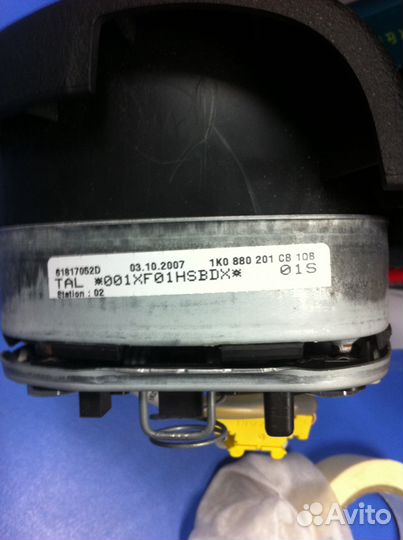 61817052D 03.10.2007 1K0 880 201 CB 1QB
TAL *001XF01HSBDX* 01S
Station : 02
Avito